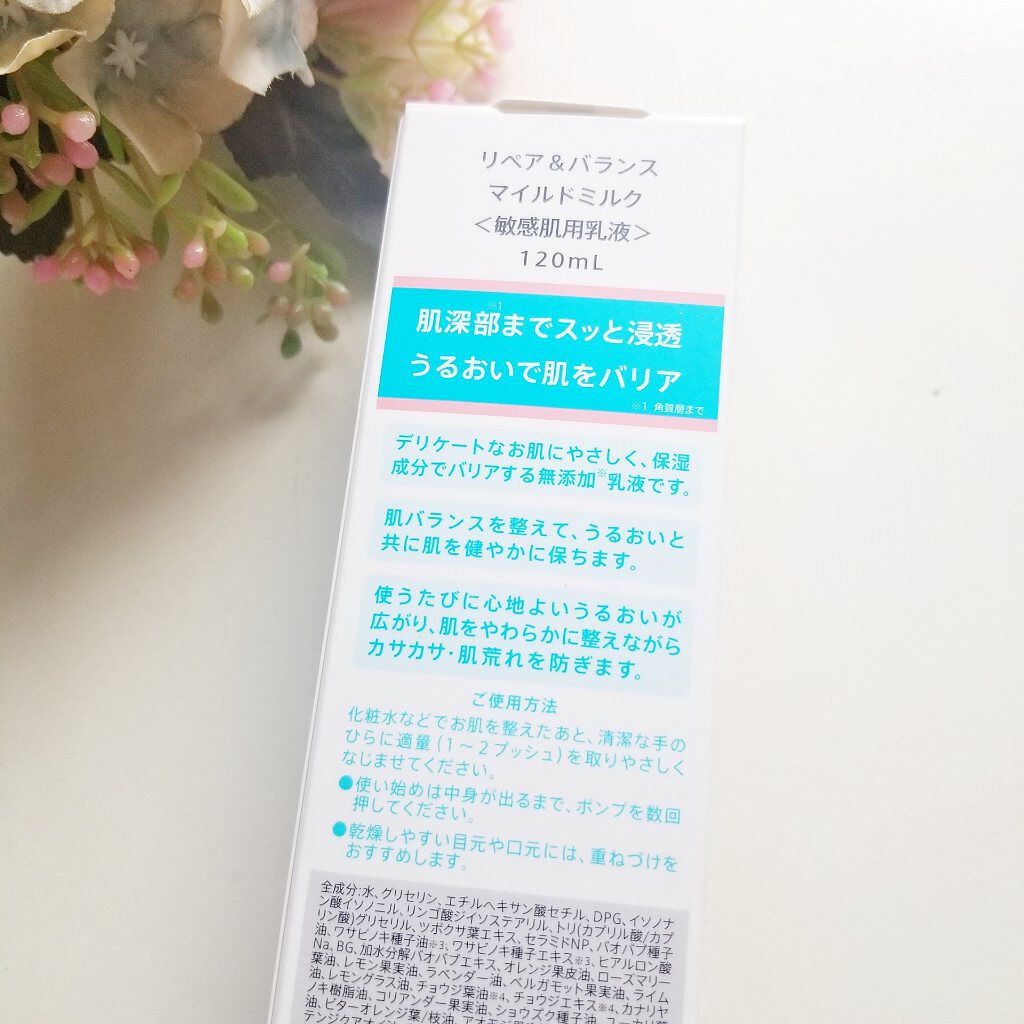 リペア＆バランス
マイルドミルク
＜敏感肌用乳液＞
120mL
肌深部※1までスッと浸透
うるおいで肌をバリア
※1 角質層まで
デリケートなお肌にやさしく、保湿
成分でバリアする無添加※乳液です。
肌バランスを整えて、うるおいと
共に肌を健やかに保ちます。
使うたびに心地よいうるおいが
広がり、肌をやわらかに整えながら
カサカサ・肌荒れを防ぎます。
ご使用方法
化粧水などでお肌を整えたあと、清潔な手の
ひらに適量（1～2プッシュ）を取りやさしく
なじませてください。
●使い始めは中身が出るまで、ポンプを数回
押してください。
●乾燥しやすい目元や口元には、重ねづけを
おすすめします。
全成分:水、グリセリン、エチルヘキサン酸セチル、DPG、イソノナ
ン酸イソノニル、リンゴ酸ジイソステアリル、トリ(カプリル酸/カプ
リン酸)グリセリル、ツボクサ葉エキス、セラミドNP、バオバブ種子
油、ワサビノキ種子油※3、ワサビノキ種子エキス※3、ヒアルロン酸
Na、BG、加水分解バオバブエキス、オレンジ果皮油、ローズマリー
葉油、レモン果実油、ラベンダー油、ベルガモット果実油、ライム
油、レモングラス油、チョウジ葉油※4、チョウジエキス※4、カナリヤ
ノキ樹脂油、コリアンダー果実油、ショウズク種子油、ユーカリ葉
油、ビターオレンジ葉/枝油、